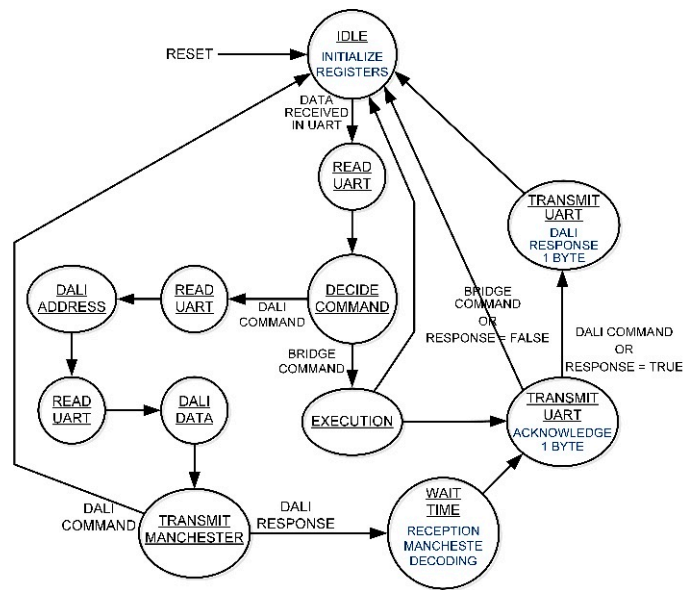 IDLE
INITIALIZE
REGISTERS
RESET
DATA
RECEIVED
IN UART
READ
UART
TRANSMIT
UART
DALI
RESPONSE
1 BYTE
DALI
ADDRESS
READ
UART
DALI
COMMAND
DECIDE
COMMAND
BRIDGE
COMMAND
BRIDGE
COMMAND
OR
RESPONSE = FALSE
DALI COMMAND
OR
RESPONSE = TRUE
READ
UART
DALI
DATA
EXECUTION
TRANSMIT
UART
ACKNOWLEDGE
1 BYTE
DALI
COMMAND
TRANSMIT
MANCHESTER
DALI
RESPONSE
WAIT
TIME
RECEPTION
MANCHESTE
DECODING